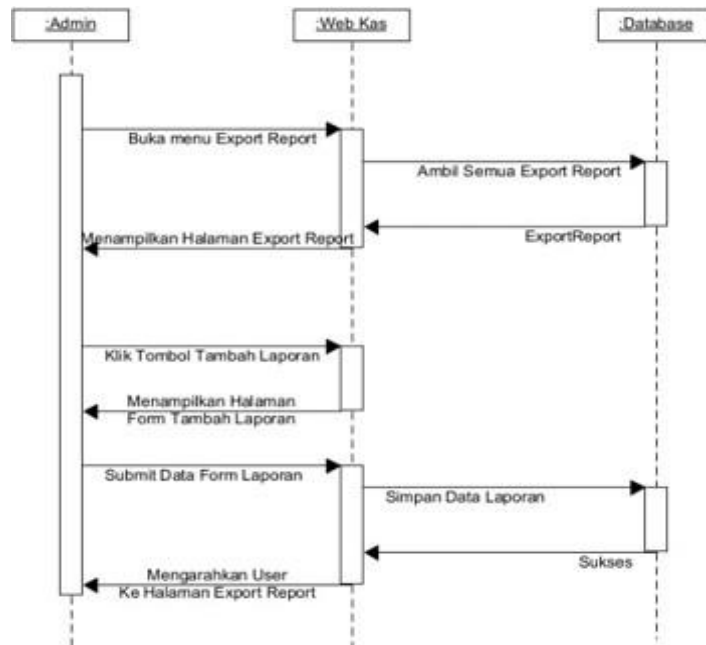 :Admin
:Web Kas
:Database
Buka menu Export Report
Ambil Semua Export Report
ExportReport
Menampilkan Halaman Export Report
Klik Tombol Tambah Laporan
Menampilkan Halaman
Form Tambah Laporan
Submit Data Form Laporan
Simpan Data Laporan
Sukses
Mengarahkan User
Ke Halaman Export Report